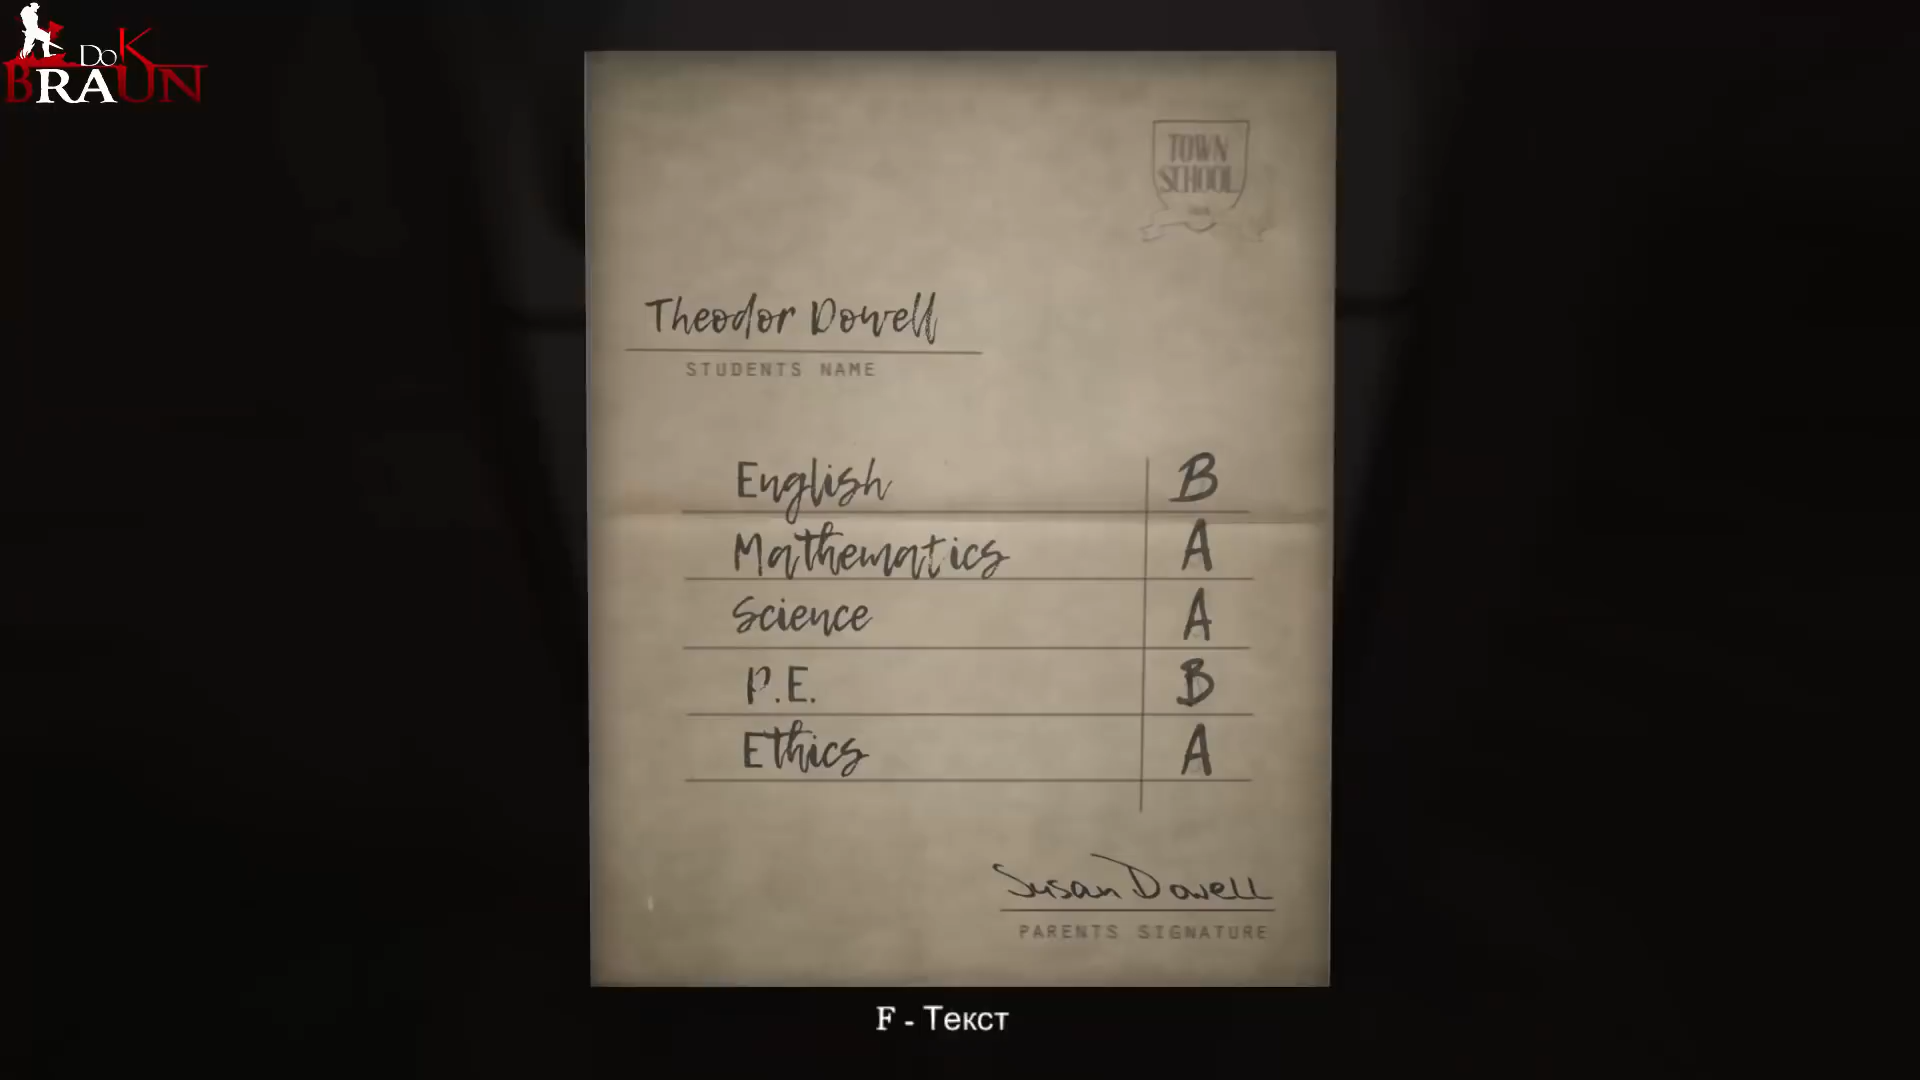 DOK
BRAUN
TOWN
SCHOOL
Theodor Dowell
STUDENTS NAME
English B
Mathematics A
Science A
P.E. B
Ethics A
Susan Dowell
PARENTS SIGNATURE
F - Текст